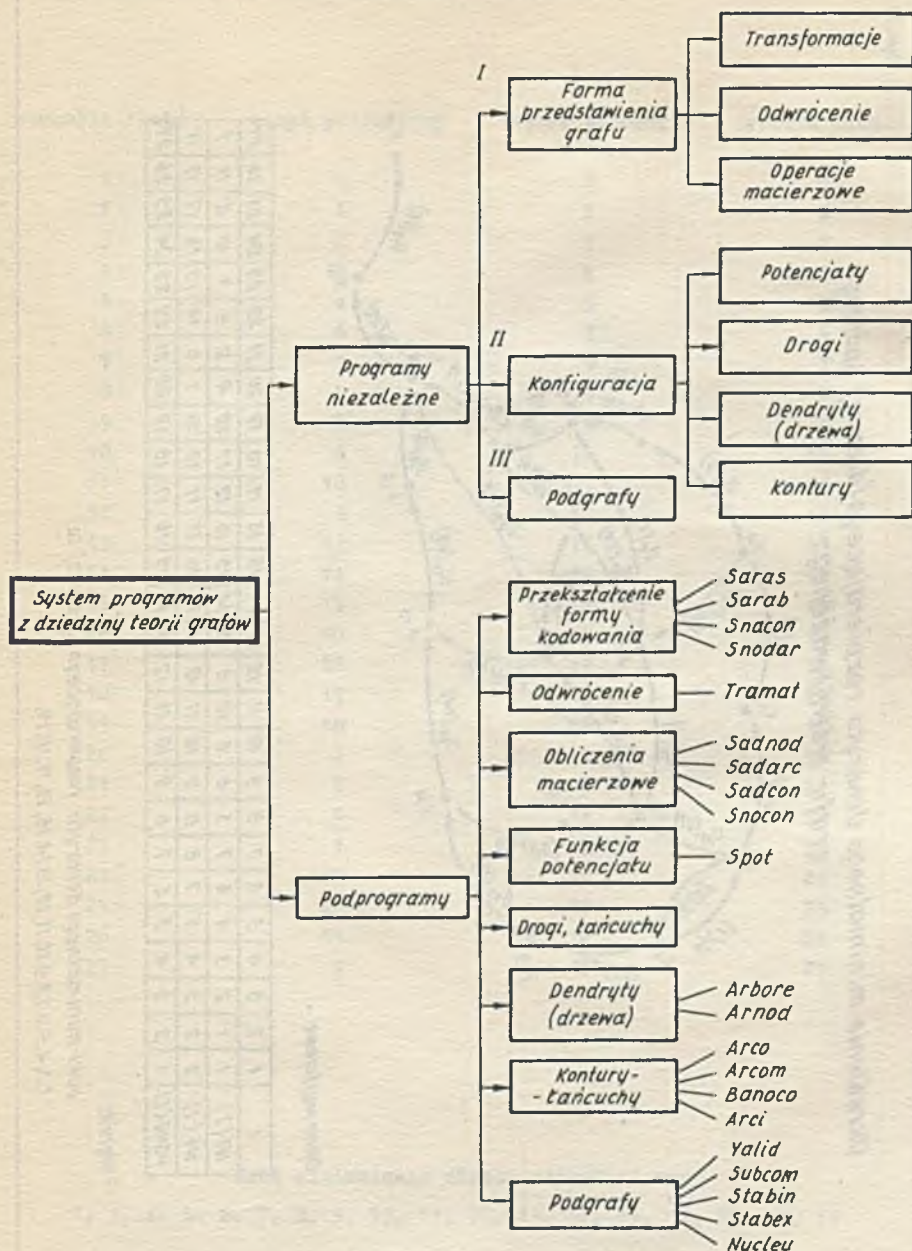 System programów
z dziedziny teorii grafów
Programy
niezależne
I
Forma
przedstawienia
grafu
Transformacje
Odwrócenie
Operacje
macierzowe
II
Konfiguracja
Potencjały
Drogi
Dendryty
(drzewa)
Kontury
III
Podgrafy
Podprogramy
Przekształcenie
formy
kodowania
Saras
Sarab
Snacon
Snodar
Odwrócenie
Tramat
Obliczenia
macierzowe
Sadnod
Sadarc
Sadcon
Snocon
Funkcja
potencjału
Spot
Drogi, łańcuchy
Dendryty
(drzewa)
Arbore
Arnod
Kontury-
-łańcuchy
Arco
Arcom
Banoco
Arci
Podgrafy
Yalid
Subcom
Stabin
Stabex
Nucleu